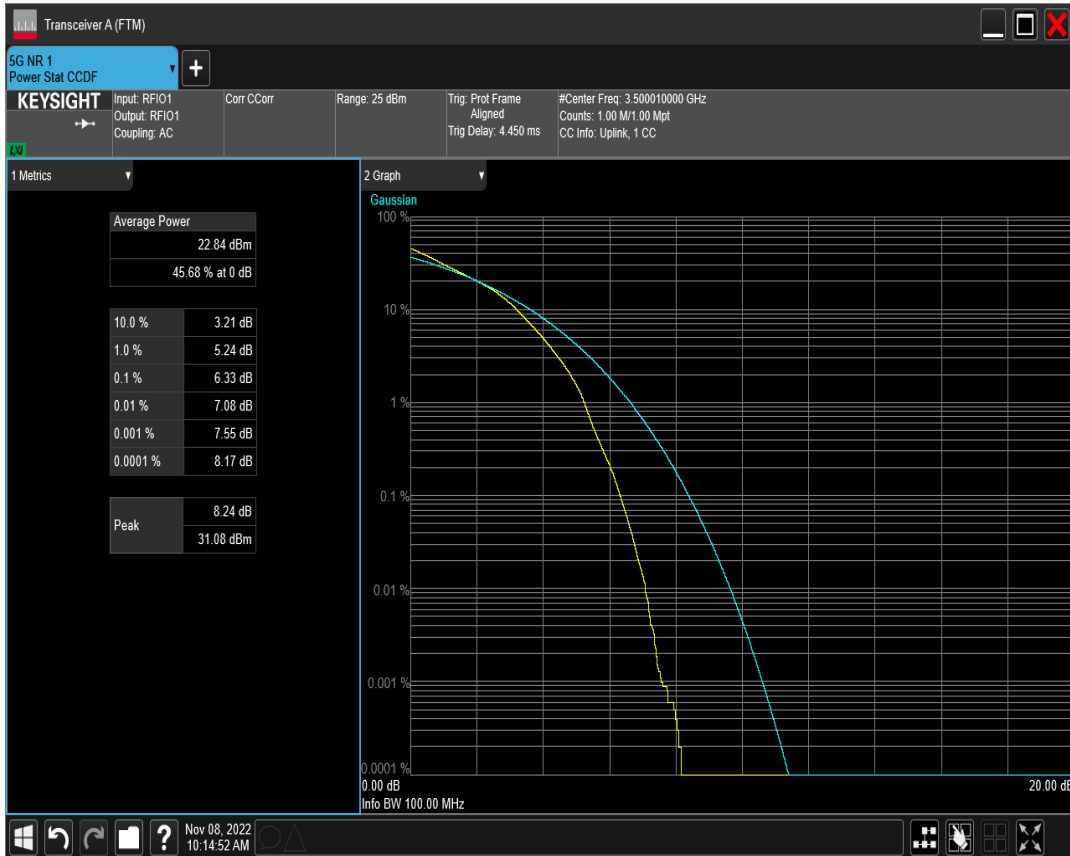 Transceiver A (FTM)
5G NR 1
Power Stat CCDF
+
KEYSIGHT
LXI
Input: RFIO1
Output: RFIO1
Coupling: AC
Corr CCorr
Range: 25 dBm
Trig: Prot Frame
Aligned
Trig Delay: 4.450 ms
#Center Freq: 3.500010000 GHz
Counts: 1.00 M/1.00 Mpt
CC Info: Uplink, 1 CC
1 Metrics
Average Power
22.84 dBm
45.68 % at 0 dB
10.0 % 3.21 dB
1.0 % 5.24 dB
0.1 % 6.33 dB
0.01 % 7.08 dB
0.001 % 7.55 dB
0.0001 % 8.17 dB
Peak 8.24 dB
31.08 dBm
2 Graph
Gaussian
100 %
10 %
1 %
0.1 %
0.01 %
0.001 %
0.0001 %
0.00 dB 20.00 dB
Info BW 100.00 MHz
?
Nov 08, 2022
10:14:52 AM